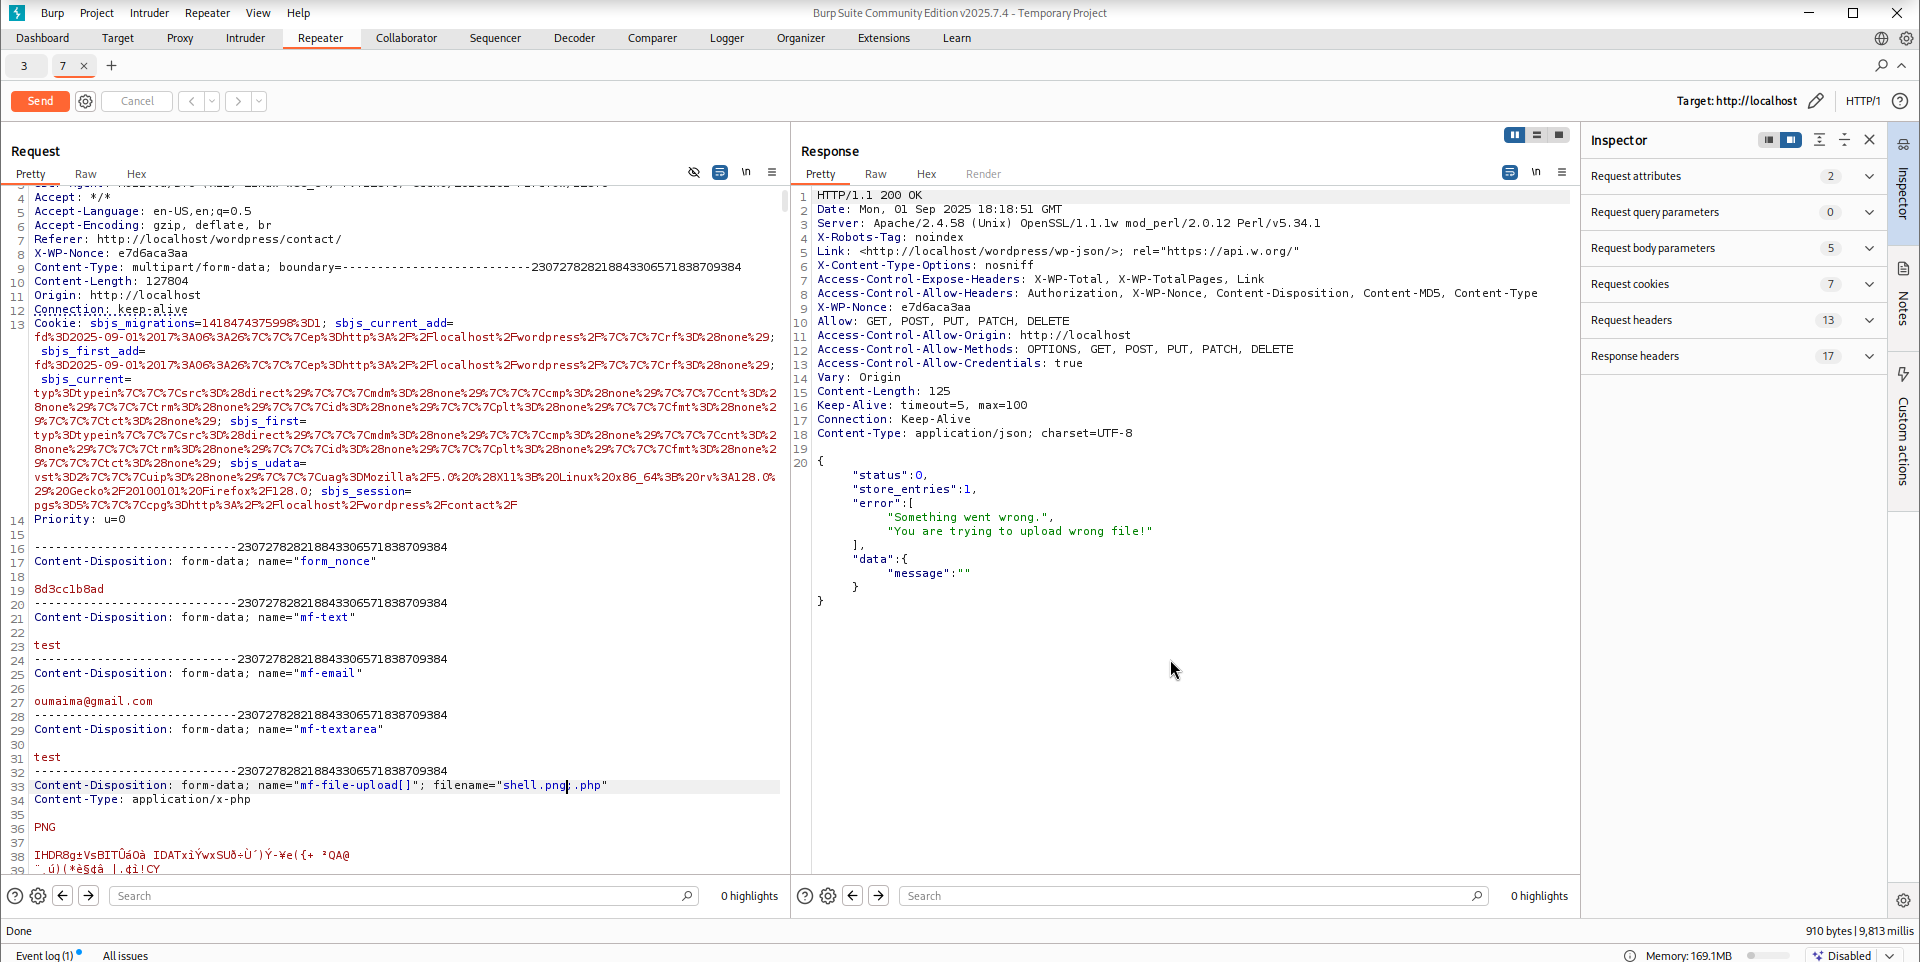 Burp Project Intruder Repeater View Help
Burp Suite Community Edition v2025.7.4 - Temporary Project
Dashboard Target Proxy Intruder Repeater Collaborator Sequencer Decoder Comparer Logger Organizer Extensions Learn
3 7 × +
Send Cancel Target: http://localhost HTTP/1
Request
Pretty Raw Hex \n
4 Accept: */*
5 Accept-Language: en-US,en;q=0.5
6 Accept-Encoding: gzip, deflate, br
7 Referer: http://localhost/wordpress/contact/
8 X-WP-Nonce: e7d6aca3aa
9 Content-Type: multipart/form-data; boundary=---------------------------230727828218843306571838709384
10 Content-Length: 127804
11 Origin: http://localhost
12 Connection: keep-alive
13 Cookie: sbjs_migrations=1418474375998%3D1; sbjs_current_add=
fd%3D2025-09-01%2017%3A06%3A26%7C%7C%7Cep%3Dhttp%3A%2F%2Flocalhost%2Fwordpress%2F%7C%7C%7Crf%3D%28none%29;
sbjs_first_add=
fd%3D2025-09-01%2017%3A06%3A26%7C%7C%7Cep%3Dhttp%3A%2F%2Flocalhost%2Fwordpress%2F%7C%7C%7Crf%3D%28none%29;
sbjs_current=
typ%3Dtypein%7C%7C%7Csrc%3D%28direct%29%7C%7C%7Cmdm%3D%28none%29%7C%7C%7Ccmp%3D%28none%29%7C%7C%7Ccnt%3D%2
8none%29%7C%7C%7Ctrm%3D%28none%29%7C%7C%7Cid%3D%28none%29%7C%7C%7Cplt%3D%28none%29%7C%7C%7Cfmt%3D%28none%2
9%7C%7C%7Ctct%3D%28none%29; sbjs_first=
typ%3Dtypein%7C%7C%7Csrc%3D%28direct%29%7C%7C%7Cmdm%3D%28none%29%7C%7C%7Ccmp%3D%28none%29%7C%7C%7Ccnt%3D%2
8none%29%7C%7C%7Ctrm%3D%28none%29%7C%7C%7Cid%3D%28none%29%7C%7C%7Cplt%3D%28none%29%7C%7C%7Cfmt%3D%28none%2
9%7C%7C%7Ctct%3D%28none%29; sbjs_udata=
vst%3D2%7C%7C%7Cuip%3D%28none%29%7C%7C%7Cuag%3DMozilla%2F5.0%20%28X11%3B%20Linux%20x86_64%3B%20rv%3A128.0%
29%20Gecko%2F20100101%20Firefox%2F128.0; sbjs_session=
pgs%3D5%7C%7C%7Ccpg%3Dhttp%3A%2F%2Flocalhost%2Fwordpress%2Fcontact%2F
14 Priority: u=0
15
16 -----------------------------230727828218843306571838709384
17 Content-Disposition: form-data; name="form_nonce"
18
19 8d3cc1b8ad
20 -----------------------------230727828218843306571838709384
21 Content-Disposition: form-data; name="mf-text"
22
23 test
24 -----------------------------230727828218843306571838709384
25 Content-Disposition: form-data; name="mf-email"
26
27 oumaima@gmail.com
28 -----------------------------230727828218843306571838709384
29 Content-Disposition: form-data; name="mf-textarea"
30
31 test
32 -----------------------------230727828218843306571838709384
33 Content-Disposition: form-data; name="mf-file-upload[]"; filename="shell.png;.php"
34 Content-Type: application/x-php
35
36 PNG
37
38 IHDR8g±VsBITÛáOà IDATxìÝwxSUð÷Ù´)Ý-¥e({+ ²QA@
39 ¨¸ú)(*è§¢â |.¢ì!CY
Search 0 highlights
Response
Pretty Raw Hex Render \n
1 HTTP/1.1 200 OK
2 Date: Mon, 01 Sep 2025 18:18:51 GMT
3 Server: Apache/2.4.58 (Unix) OpenSSL/1.1.1w mod_perl/2.0.12 Perl/v5.34.1
4 X-Robots-Tag: noindex
5 Link: <http://localhost/wordpress/wp-json/>; rel="https://api.w.org/"
6 X-Content-Type-Options: nosniff
7 Access-Control-Expose-Headers: X-WP-Total, X-WP-TotalPages, Link
8 Access-Control-Allow-Headers: Authorization, X-WP-Nonce, Content-Disposition, Content-MD5, Content-Type
9 X-WP-Nonce: e7d6aca3aa
10 Allow: GET, POST, PUT, PATCH, DELETE
11 Access-Control-Allow-Origin: http://localhost
12 Access-Control-Allow-Methods: OPTIONS, GET, POST, PUT, PATCH, DELETE
13 Access-Control-Allow-Credentials: true
14 Vary: Origin
15 Content-Length: 125
16 Keep-Alive: timeout=5, max=100
17 Connection: Keep-Alive
18 Content-Type: application/json; charset=UTF-8
19
20 {
"status":0,
"store_entries":1,
"error":[
"Something went wrong.",
"You are trying to upload wrong file!"
],
"data":{
"message":""
}
}
Search 0 highlights
Inspector
Request attributes 2
Request query parameters 0
Request body parameters 5
Request cookies 7
Request headers 13
Response headers 17
Inspector
Notes
Custom actions
Done 910 bytes | 9,813 millis
Event log (1) All issues Memory: 169.1MB Disabled